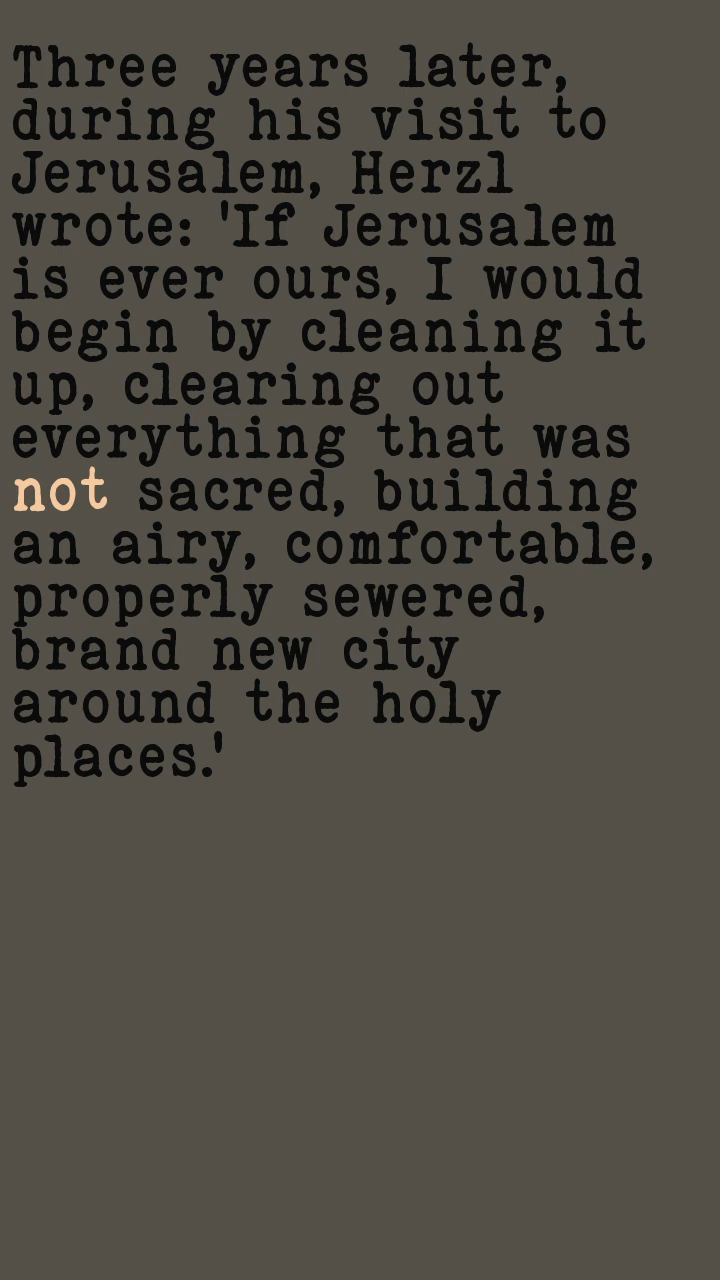 Three years later,
during his visit to
Jerusalem, Herzl
wrote: 'If Jerusalem
is ever ours, I would
begin by cleaning it
up, clearing out
everything that was
not sacred, building
an airy, comfortable,
properly sewered,
brand new city
around the holy
places.'